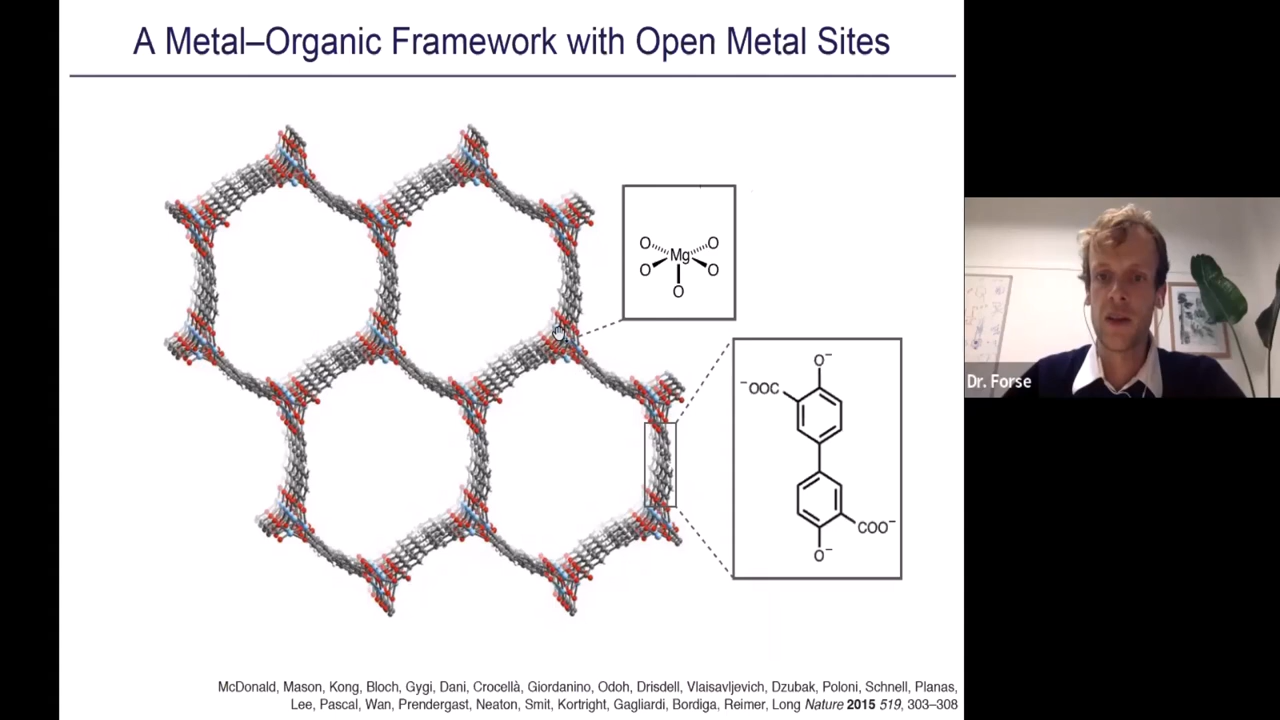 A Metal–Organic Framework with Open Metal Sites
O O
Mg
O O
O
O⁻
⁻OOC
COO⁻
O⁻
Dr. Forse
McDonald, Mason, Kong, Bloch, Gygi, Dani, Crocellà, Giordanino, Odoh, Drisdell, Vlaisavljevich, Dzubak, Poloni, Schnell, Planas,
Lee, Pascal, Wan, Prendergast, Neaton, Smit, Kortright, Gagliardi, Bordiga, Reimer, Long Nature 2015 519, 303–308